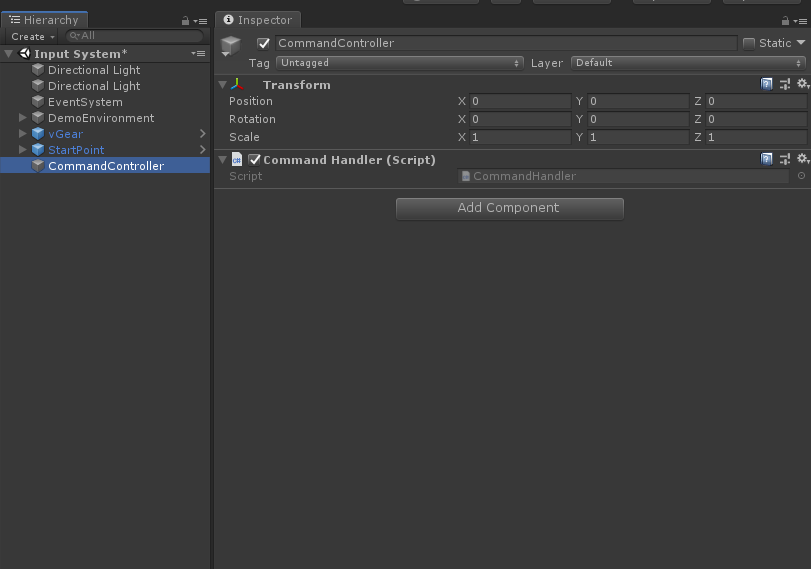 Hierarchy
Create
All
Input System*
Directional Light
Directional Light
EventSystem
DemoEnvironment
vGear
StartPoint
CommandController
Inspector
CommandController
Static
Tag Untagged Layer Default
Transform
Position X 0 Y 0 Z 0
Rotation X 0 Y 0 Z 0
Scale X 1 Y 1 Z 1
C# Command Handler (Script)
Script CommandHandler
Add Component